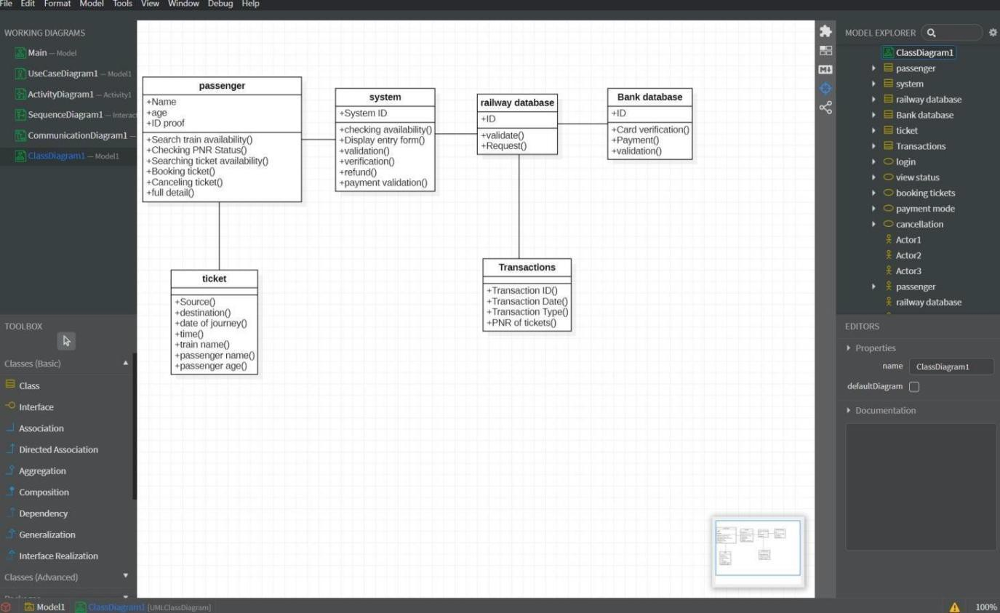 File Edit Format Model Tools View Window Debug Help
WORKING DIAGRAMS
Main — Model
UseCaseDiagram1 — Model1
ActivityDiagram1 — Activity1
SequenceDiagram1 — Interac
CommunicationDiagram1 —
ClassDiagram1 — Model1
TOOLBOX
Classes (Basic)
Class
Interface
Association
Directed Association
Aggregation
Composition
Dependency
Generalization
Interface Realization
Classes (Advanced)
passenger
+Name
+age
+ID proof
+Search train availability()
+Checking PNR Status()
+Searching ticket availability()
+Booking ticket()
+Canceling ticket()
+full detail()
system
+System ID
+checking availability()
+Display entry form()
+validation()
+verification()
+refund()
+payment validation()
railway database
+ID
+validate()
+Request()
Bank database
+ID
+Card verification()
+Payment()
+validation()
ticket
+Source()
+destination()
+date of journey()
+time()
+train name()
+passenger name()
+passenger age()
Transactions
+Transaction ID()
+Transaction Date()
+Transaction Type()
+PNR of tickets()
MODEL EXPLORER
ClassDiagram1
passenger
system
railway database
Bank database
ticket
Transactions
login
view status
booking tickets
payment mode
cancellation
Actor1
Actor2
Actor3
passenger
railway database
EDITORS
Properties
name ClassDiagram1
defaultDiagram
Documentation
Model1 ClassDiagram1 [UMLClassDiagram]
100%